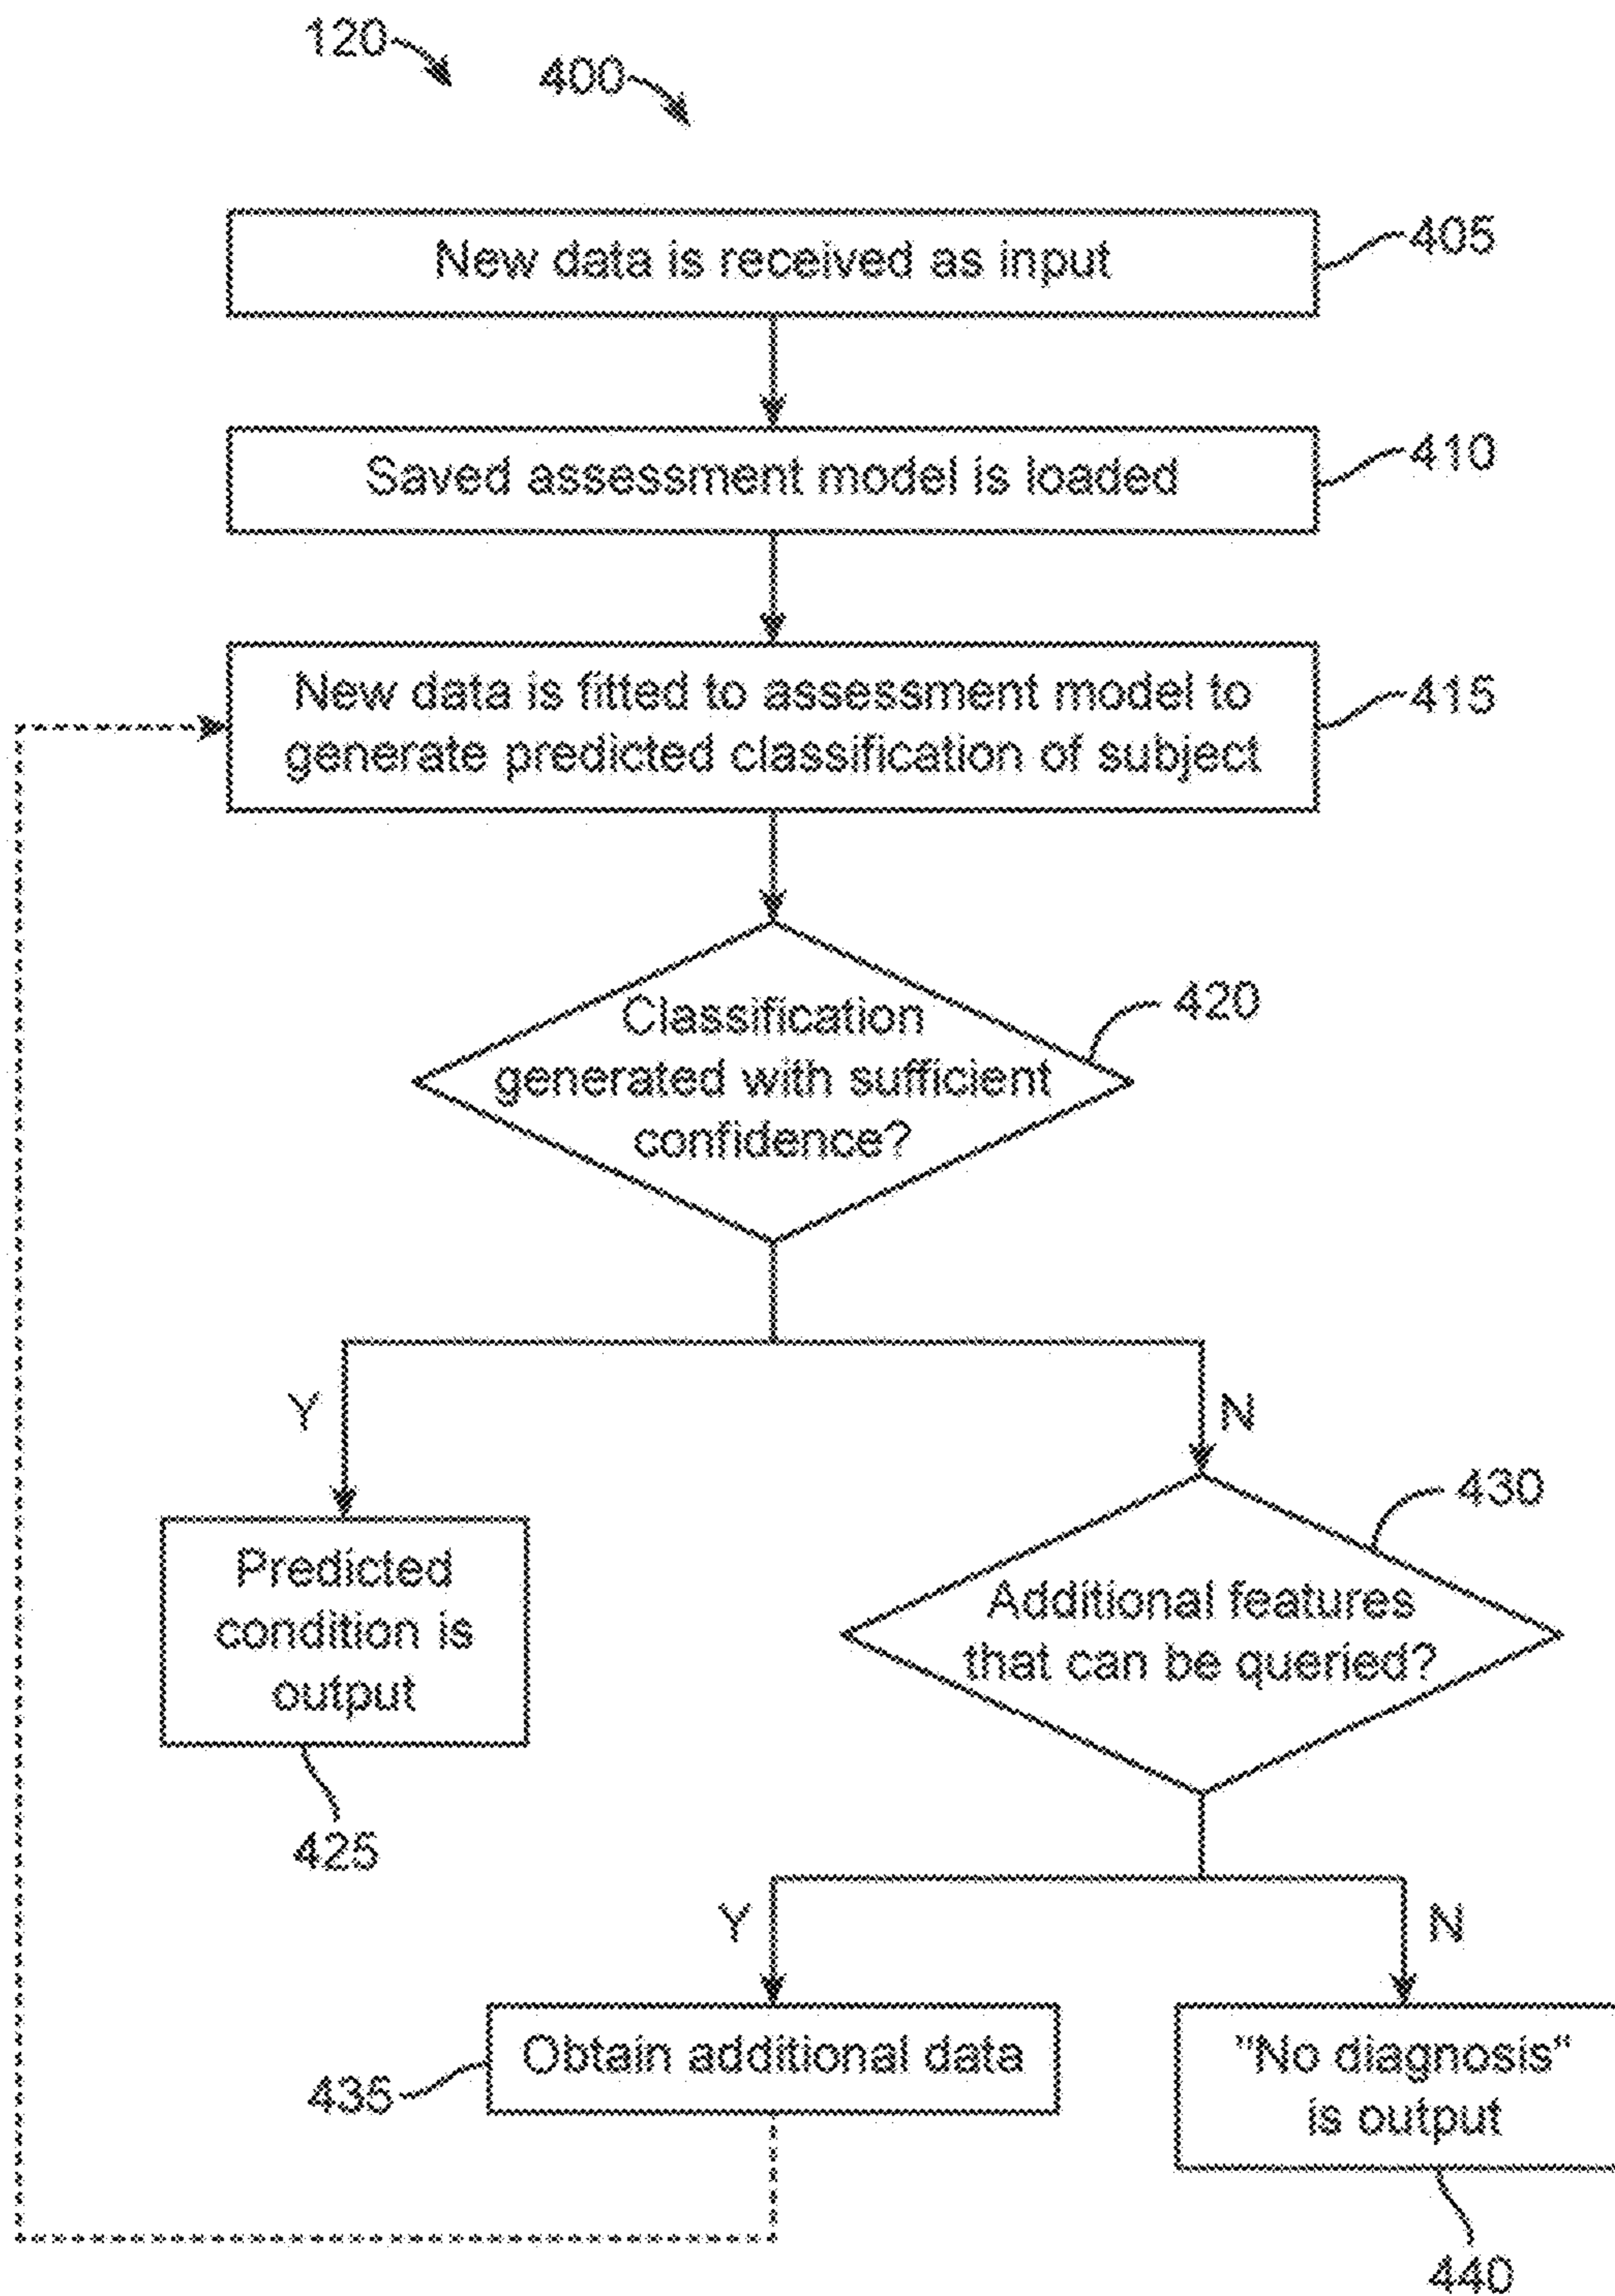 120
400
New data is received as input
405
Saved assessment model is loaded
410
New data is fitted to assessment model to
generate predicted classification of subject
415
Classification
generated with sufficient
confidence?
420
Y
N
Predicted
condition is
output
425
Additional features
that can be queried?
430
Y
N
Obtain additional data
435
"No diagnosis"
is output
440